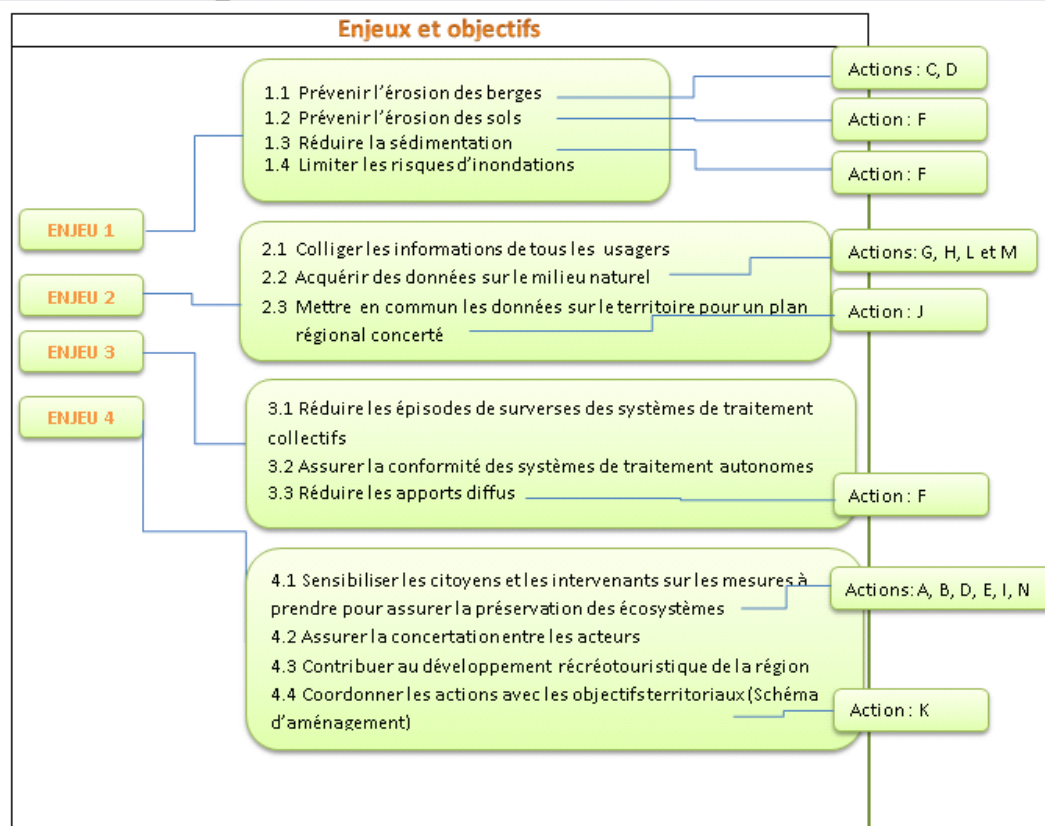 Enjeux et objectifs
ENJEU 1
1.1 Prévenir l'érosion des berges
1.2 Prévenir l'érosion des sols
1.3 Réduire la sédimentation
1.4 Limiter les risques d'inondations
Actions : C, D
Action : F
Action : F
ENJEU 2
2.1 Colliger les informations de tous les usagers
2.2 Acquérir des données sur le milieu naturel
2.3 Mettre en commun les données sur le territoire pour un plan
régional concerté
Actions: G, H, L et M
Action : J
ENJEU 3
3.1 Réduire les épisodes de surverses des systèmes de traitement
collectifs
3.2 Assurer la conformité des systèmes de traitement autonomes
3.3 Réduire les apports diffus
Action : F
ENJEU 4
4.1 Sensibiliser les citoyens et les intervenants sur les mesures à
prendre pour assurer la préservation des écosystèmes
4.2 Assurer la concertation entre les acteurs
4.3 Contribuer au développement récréotouristique de la région
4.4 Coordonner les actions avec les objectifs territoriaux (Schéma
d'aménagement)
Actions: A, B, D, E, I, N
Action : K